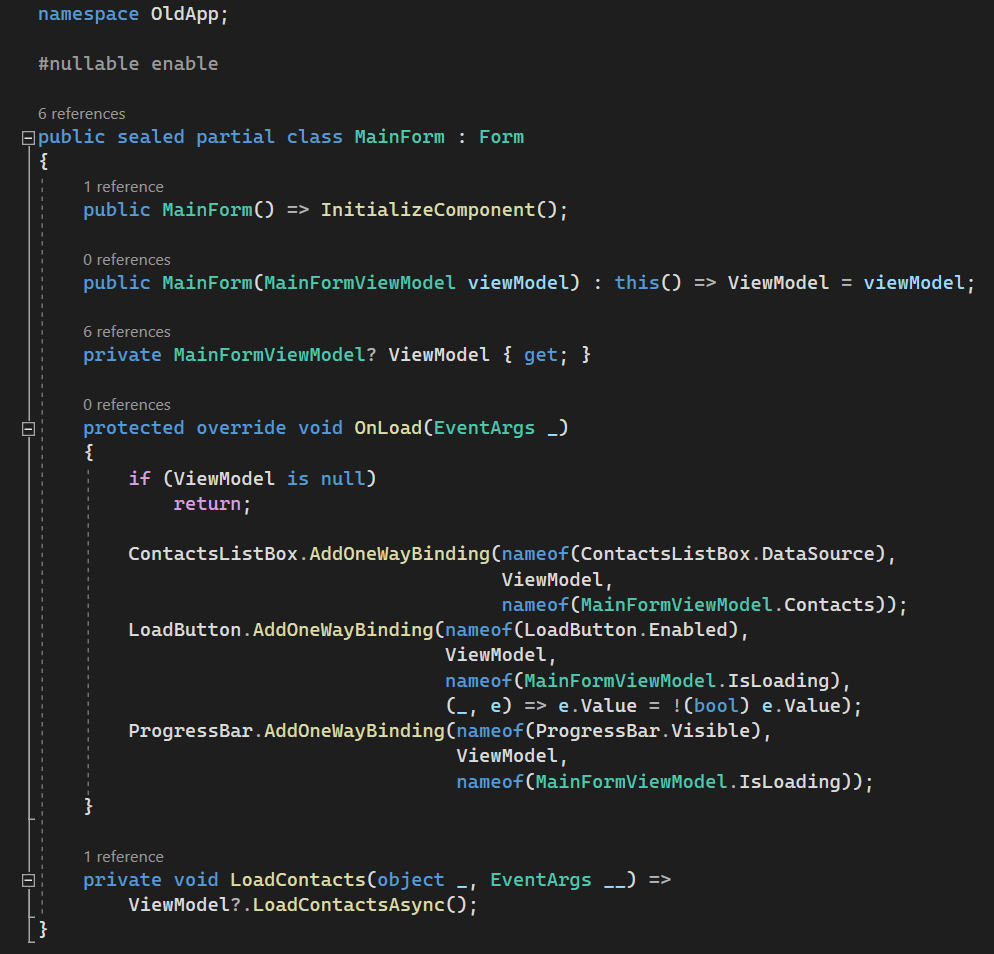 namespace OldApp;
#nullable enable
6 references
public sealed partial class MainForm : Form
{
1 reference
public MainForm() => InitializeComponent();
0 references
public MainForm(MainFormViewModel viewModel) : this() => ViewModel = viewModel;
6 references
private MainFormViewModel? ViewModel { get; }
0 references
protected override void OnLoad(EventArgs _)
{
if (ViewModel is null)
return;
ContactsListBox.AddOneWayBinding(nameof(ContactsListBox.DataSource),
ViewModel,
nameof(MainFormViewModel.Contacts));
LoadButton.AddOneWayBinding(nameof(LoadButton.Enabled),
ViewModel,
nameof(MainFormViewModel.IsLoading),
(_, e) => e.Value = !(bool) e.Value);
ProgressBar.AddOneWayBinding(nameof(ProgressBar.Visible),
ViewModel,
nameof(MainFormViewModel.IsLoading));
}
1 reference
private void LoadContacts(object _, EventArgs __) =>
ViewModel?.LoadContactsAsync();
}